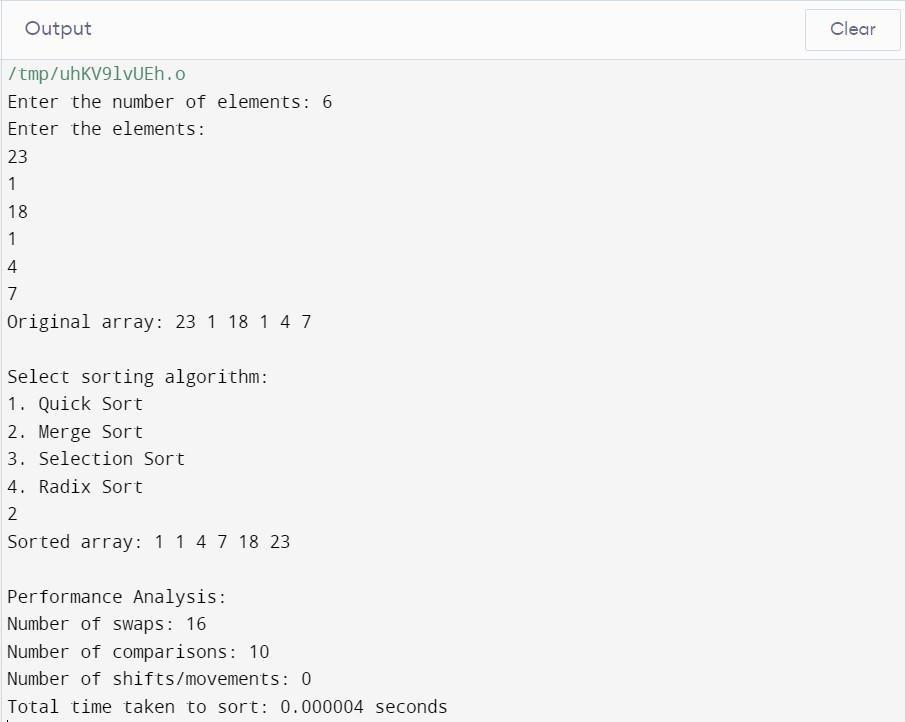 Output
Clear
/tmp/uhKV9lvUEh.o
Enter the number of elements: 6
Enter the elements:
23
1
18
1
4
7
Original array: 23 1 18 1 4 7
Select sorting algorithm:
1. Quick Sort
2. Merge Sort
3. Selection Sort
4. Radix Sort
2
Sorted array: 1 1 4 7 18 23
Performance Analysis:
Number of swaps: 16
Number of comparisons: 10
Number of shifts/movements: 0
Total time taken to sort: 0.000004 seconds